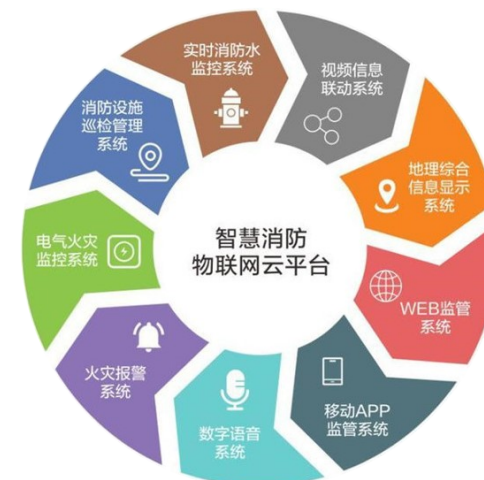 实时消防水
监控系统
视频信息
联动系统
地理综合
信息显示
系统
WEB监管
系统
移动APP
监管系统
数字语音
系统
火灾报警
系统
电气火灾
监控系统
消防设施
巡检管理
系统
智慧消防
物联网云平台